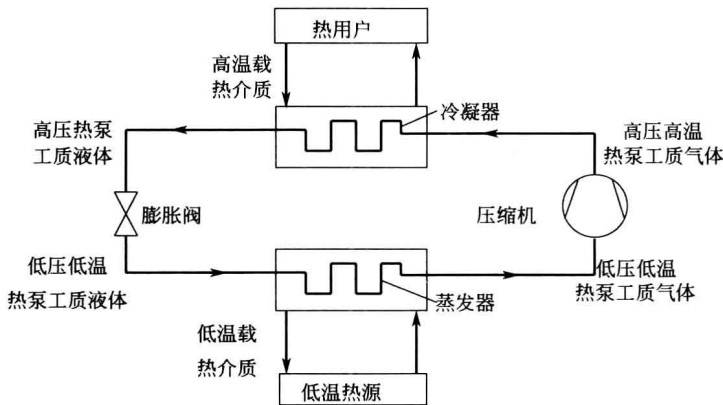 热用户
高温载
热介质
冷凝器
高压热泵
工质液体
高压高温
热泵工质气体
膨胀阀
压缩机
低压低温
热泵工质液体
低压低温
热泵工质气体
蒸发器
低温载
热介质
低温热源